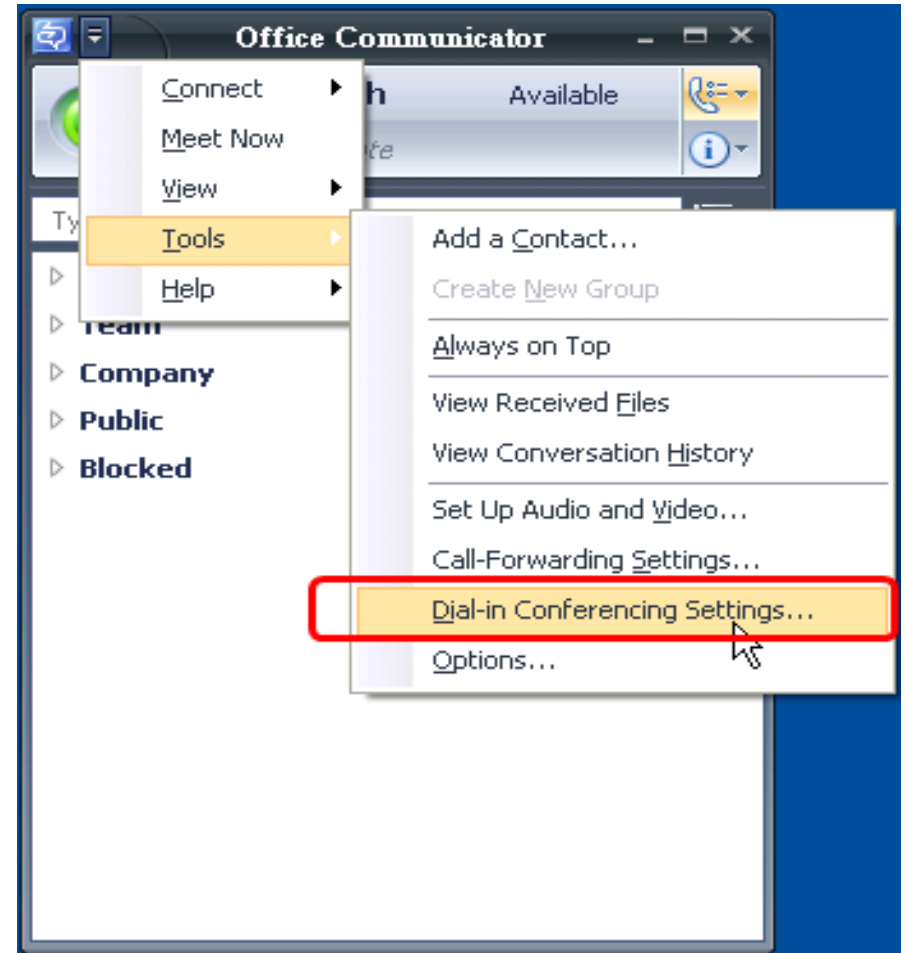 Office Communicator
Connect
Meet Now
View
Tools
Help
h Available
Ty
Add a Contact...
Create New Group
Always on Top
View Received Files
View Conversation History
Set Up Audio and Video...
Call-Forwarding Settings...
Dial-in Conferencing Settings...
Options...
Team
Company
Public
Blocked